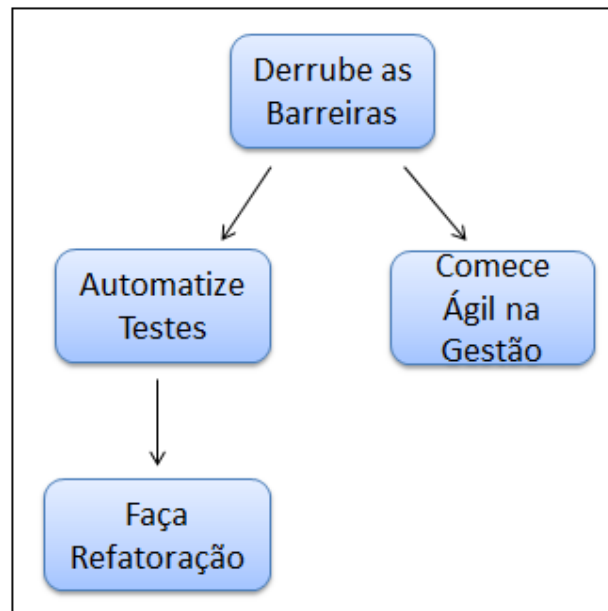 Derrube as
Barreiras
Automatize
Testes
Comece
Ágil na
Gestão
Faça
Refatoração